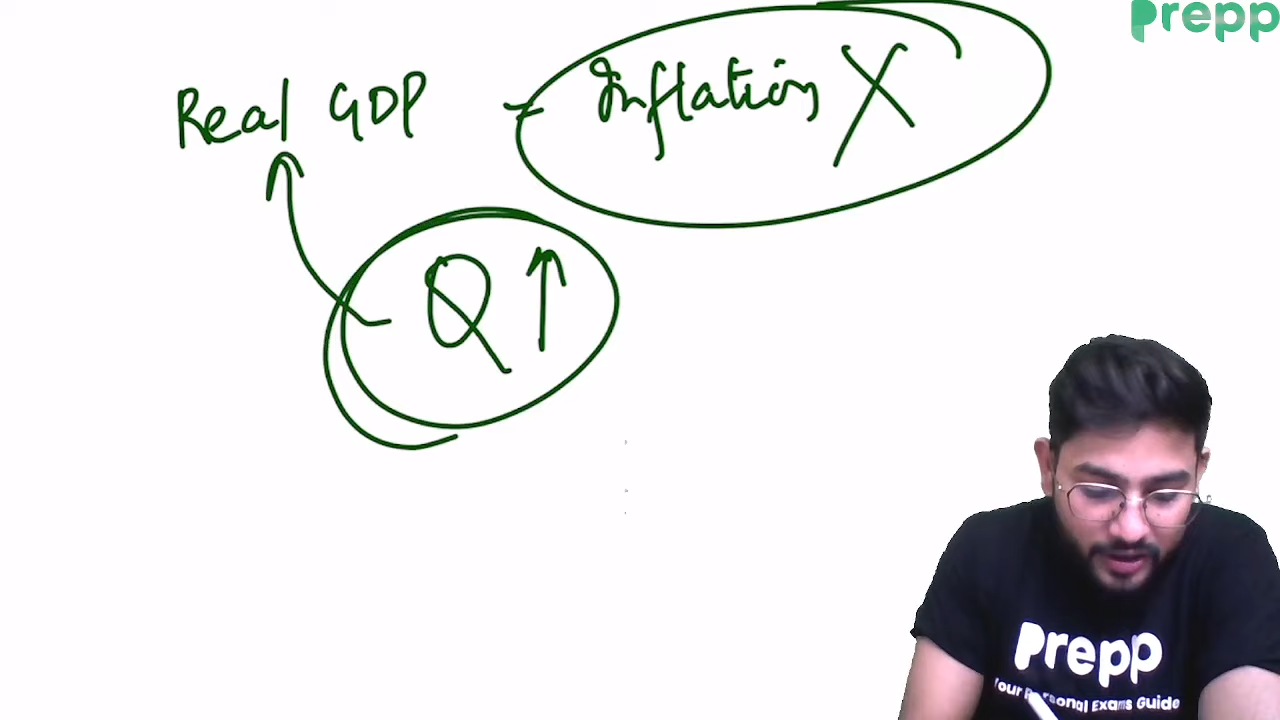 Prepp
Real GDP - Inflation X
Q ↑
Prepp
Your Personal Exams Guide